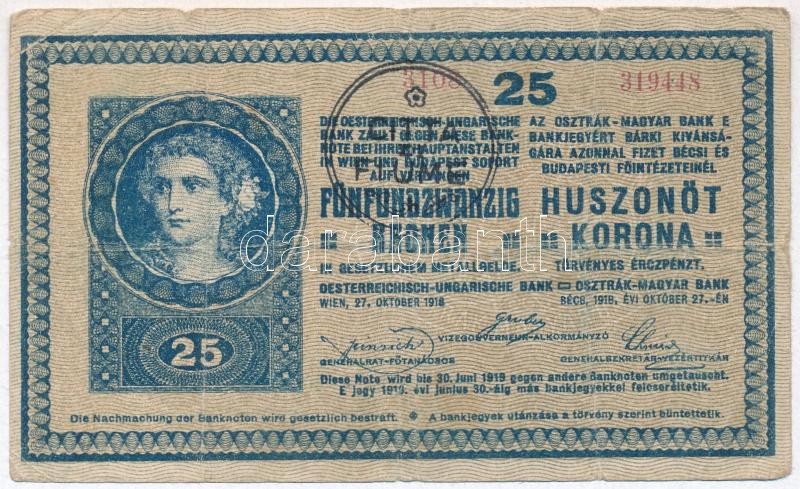 3108
25
319448
DIE OESTERREICHISCH-UNGARISCHE
BANK ZAHLT GEGEN DIESE BANK-
NOTE BEI IHREN HAUPTANSTALTEN
IN WIEN UND BUDAPEST SOFORT
AUF VERLANGEN
FÜNFUNDZWANZIG
KRONEN
IN GESETZLICHEM METALLGELDE.
OESTERREICHISCH-UNGARISCHE BANK
WIEN, 27. OKTOBER 1918
AZ OSZTRÁK-MAGYAR BANK E
BANKJEGYÉRT BÁRKI KIVÁNSÁ-
GÁRA AZONNAL FIZET BÉCSI ÉS
BUDAPESTI FŐINTÉZETEINÉL
HUSZONÖT
KORONA
TÖRVÉNYES ÉRCZPÉNZT.
OSZTRÁK-MAGYAR BANK
BÉCS, 1918. ÉVI OKTÓBER 27.-ÉN
CITTA
DI
FIUME
darabanth
25
GENERALRAT-FŐTANÁCSOS
VIZEGOUVERNEUR-ALKORMÁNYZÓ
GENERALSEKRETÄR-VEZÉRTITKÁR
Diese Note wird bis 30. Juni 1919 gegen andere Banknoten umgetauscht.
E jegy 1919. évi junius 30.-áig más bankjegyekkel felcseréltetik.
Die Nachmachung der Banknoten wird gesetzlich bestraft.
A bankjegyek utánzása a törvény szerint büntettetik.